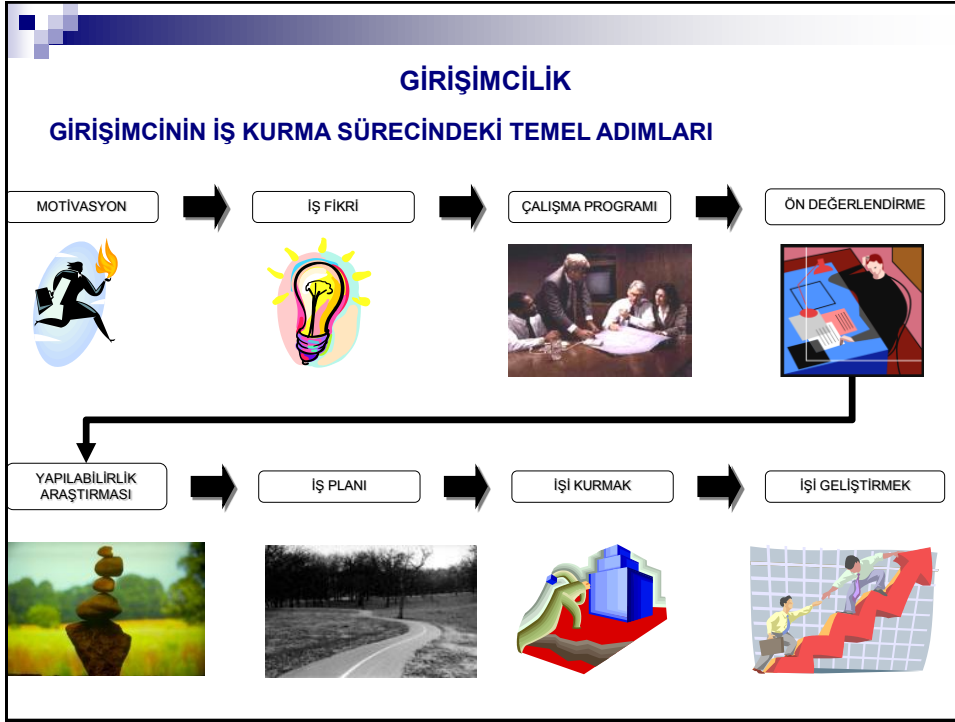 GİRİŞİMCİLİK
GİRİŞİMCİNİN İŞ KURMA SÜRECİNDEKİ TEMEL ADIMLARI
MOTİVASYON
İŞ FİKRİ
ÇALIŞMA PROGRAMI
ÖN DEĞERLENDİRME
YAPILABİLİRLİK
ARAŞTIRMASI
İŞ PLANI
İŞİ KURMAK
İŞİ GELİŞTİRMEK